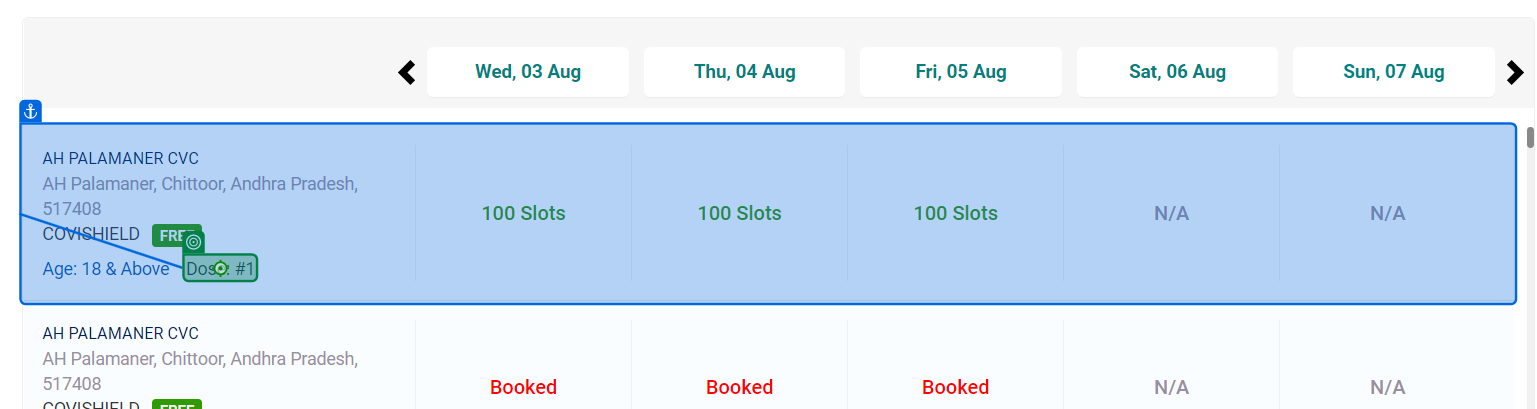 Wed, 03 Aug Thu, 04 Aug Fri, 05 Aug Sat, 06 Aug Sun, 07 Aug
AH PALAMANER CVC
AH Palamaner, Chittoor, Andhra Pradesh,
517408
COVISHIELD FREE
Age: 18 & Above Dose: #1
100 Slots 100 Slots 100 Slots N/A N/A
AH PALAMANER CVC
AH Palamaner, Chittoor, Andhra Pradesh,
517408
COVISHIELD FREE
Booked Booked Booked N/A N/A